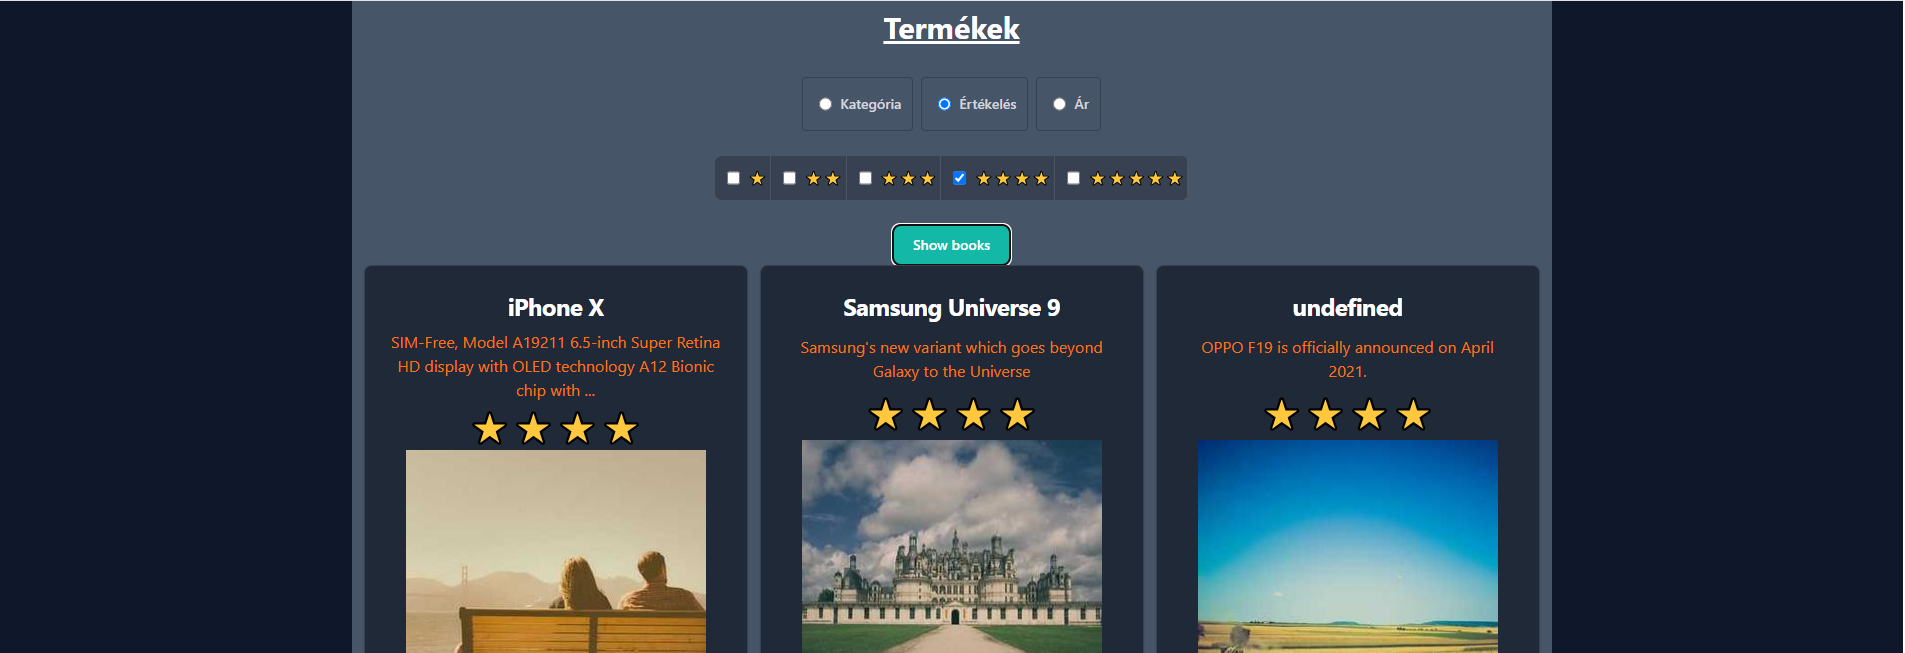 Termékek
Kategória
Értékelés
Ár
Show books
iPhone X
SIM-Free, Model A19211 6.5-inch Super Retina
HD display with OLED technology A12 Bionic
chip with ...
Samsung Universe 9
Samsung's new variant which goes beyond
Galaxy to the Universe
undefined
OPPO F19 is officially announced on April
2021.